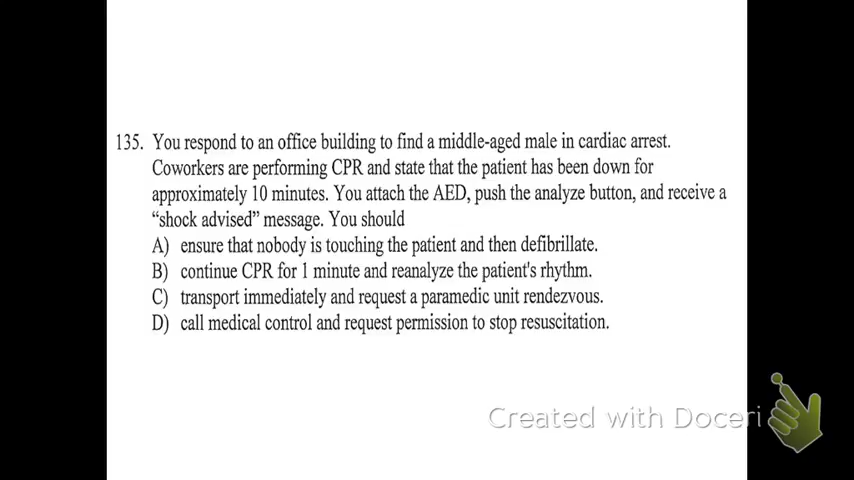 135. You respond to an office building to find a middle-aged male in cardiac arrest.
Coworkers are performing CPR and state that the patient has been down for
approximately 10 minutes. You attach the AED, push the analyze button, and receive a
“shock advised” message. You should
A) ensure that nobody is touching the patient and then defibrillate.
B) continue CPR for 1 minute and reanalyze the patient's rhythm.
C) transport immediately and request a paramedic unit rendezvous.
D) call medical control and request permission to stop resuscitation.
Created with Doceri